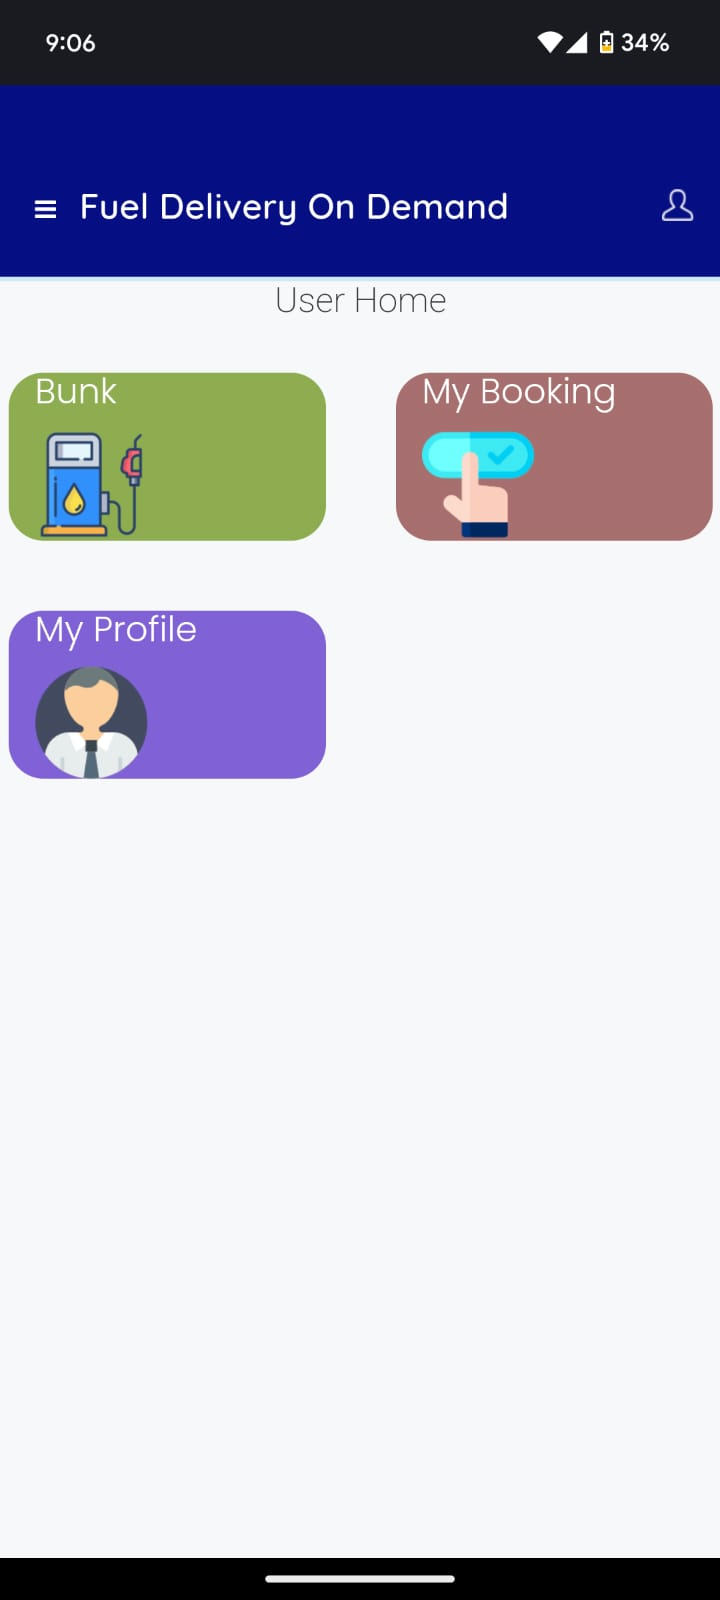 9:06 34%
Fuel Delivery On Demand
User Home
Bunk
My Booking
My Profile